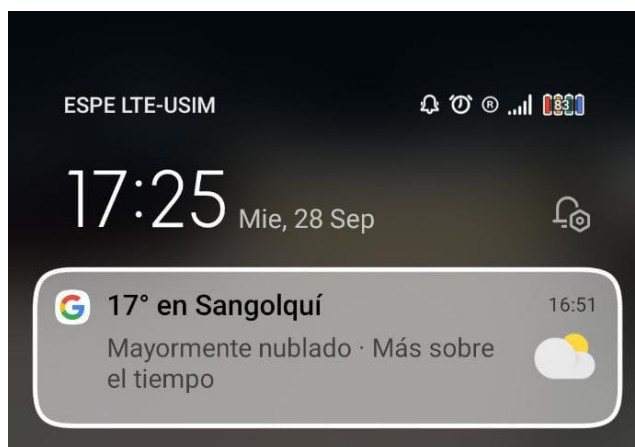 ESPE LTE-USIM ® 83
17:25 Mie, 28 Sep
17° en Sangolquí 16:51
Mayormente nublado · Más sobre
el tiempo